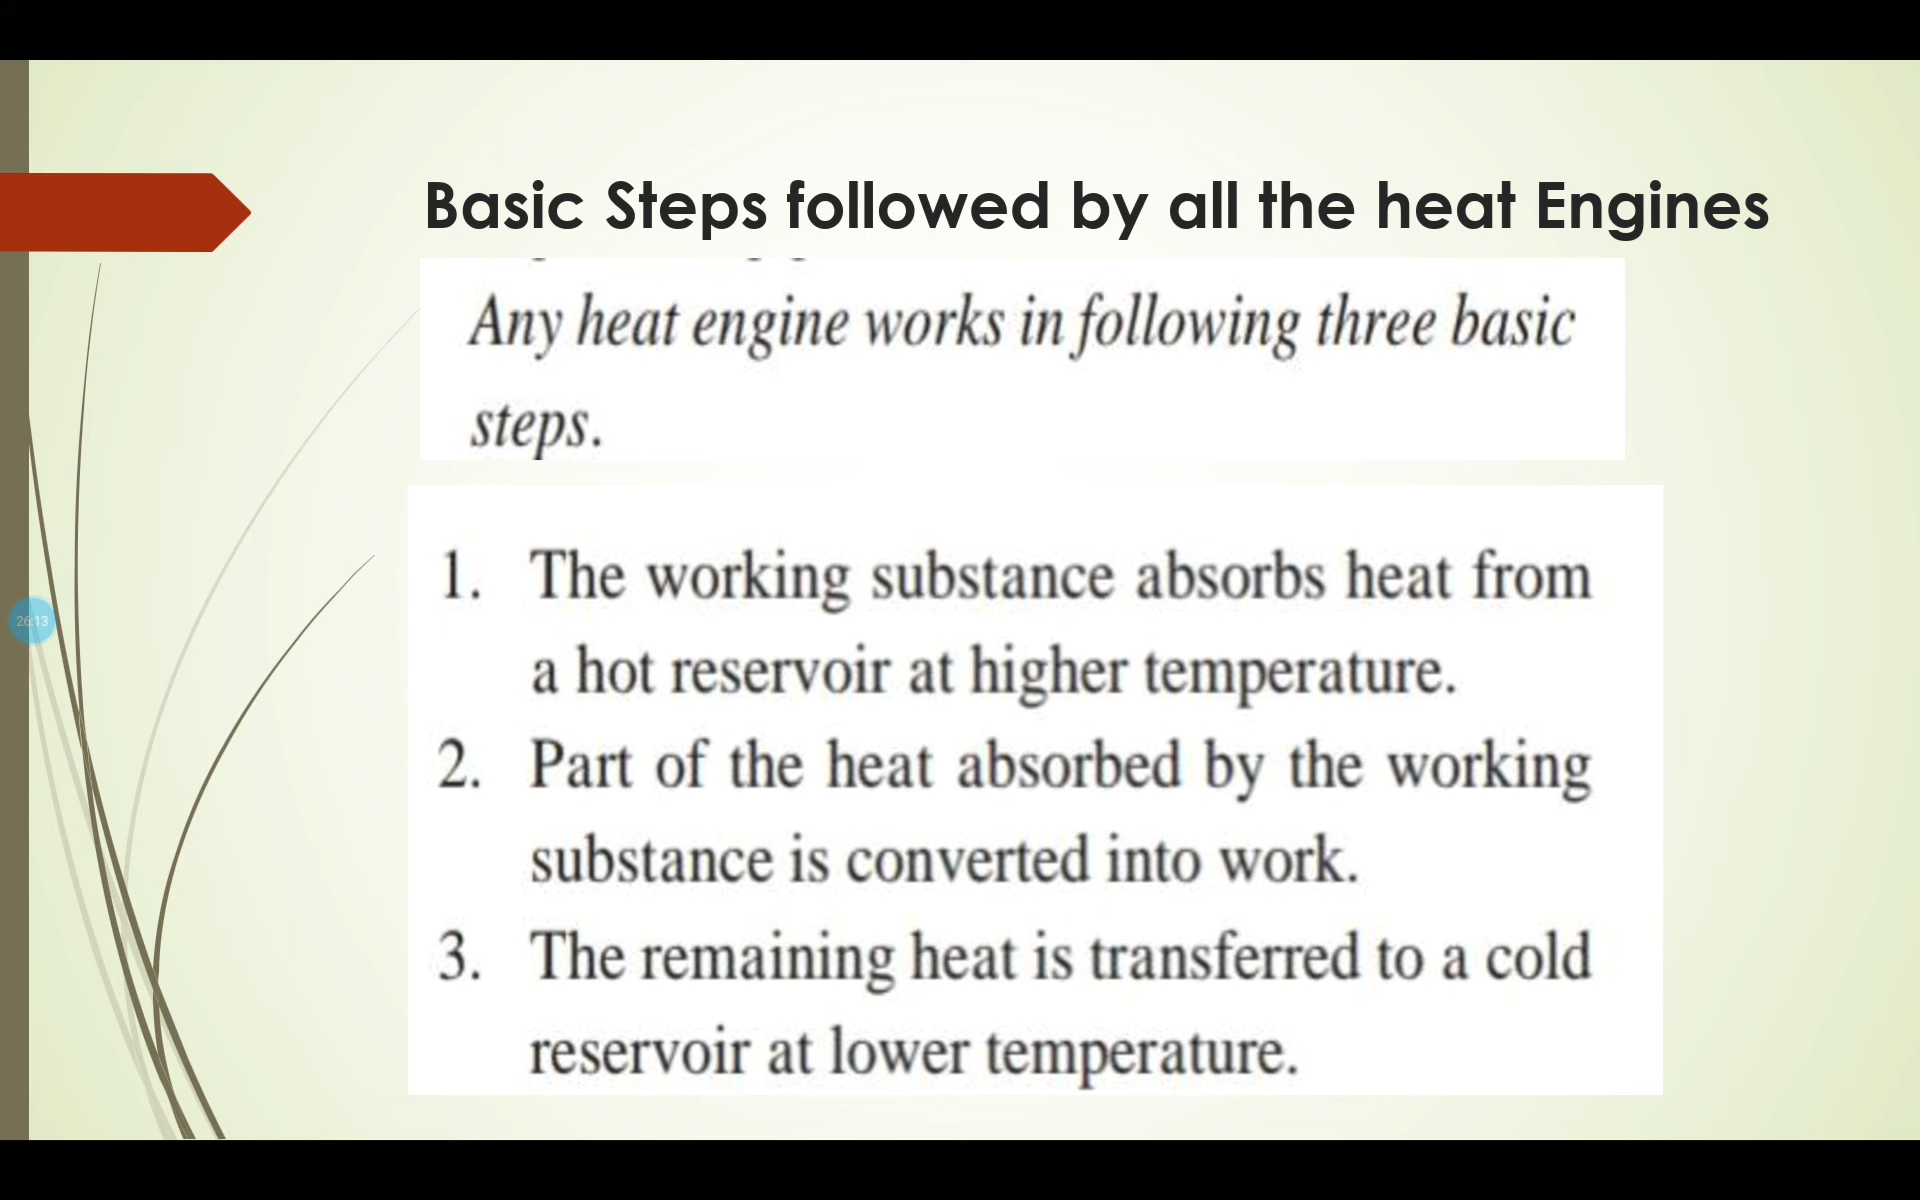 Basic Steps followed by all the heat Engines
Any heat engine works in following three basic
steps.
1. The working substance absorbs heat from
a hot reservoir at higher temperature.
2. Part of the heat absorbed by the working
substance is converted into work.
26:13
3. The remaining heat is transferred to a cold
reservoir at lower temperature.